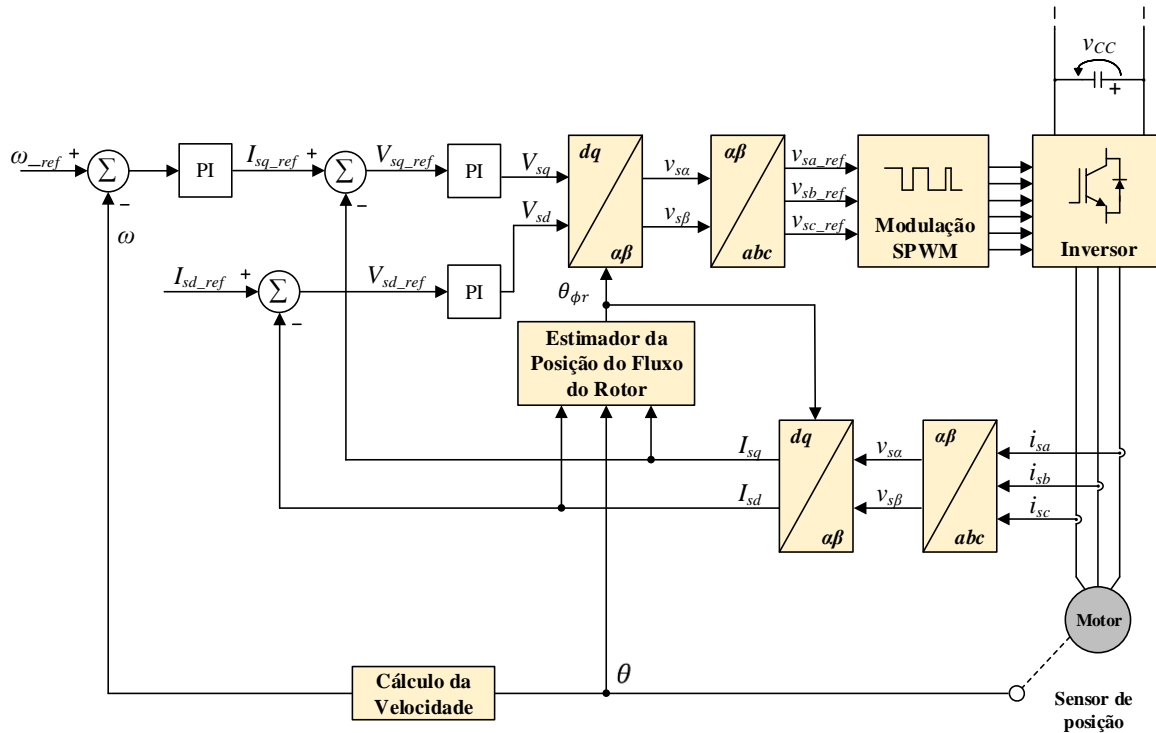 v_CC
+
ω_ref
+
∑
−
PI
I_sq_ref
+
∑
−
V_sq_ref
PI
V_sq
dq
αβ
v_sα
v_sβ
αβ
abc
v_sa_ref
v_sb_ref
v_sc_ref
Modulação
SPWM
Inversor
ω
I_sd_ref
+
∑
−
V_sd_ref
PI
V_sd
θ_ϕr
Estimador da
Posição do Fluxo
do Rotor
I_sq
I_sd
dq
αβ
v_sα
v_sβ
αβ
abc
i_sa
i_sb
i_sc
Motor
Cálculo da
Velocidade
θ
Sensor de
posição